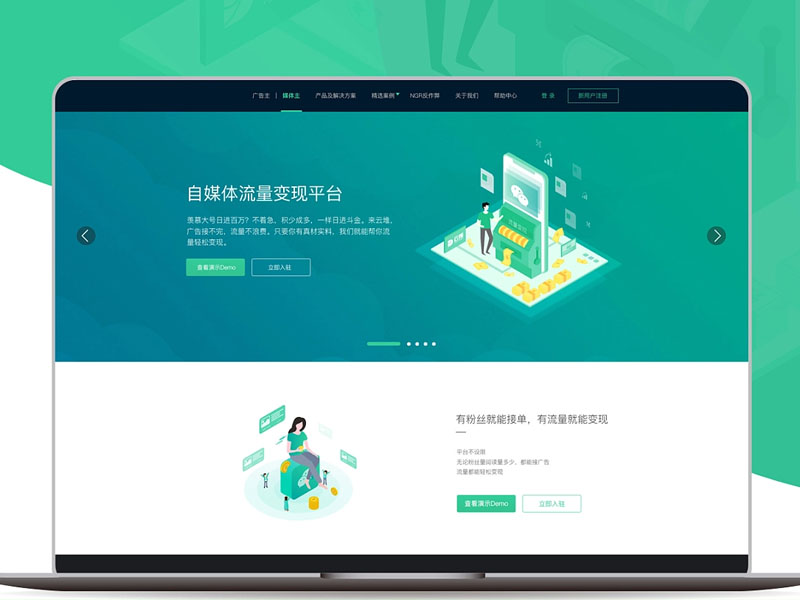 广告主 | 媒体主 产品及解决方案 精选案例 NGR反作弊 关于我们 帮助中心 登录 新用户注册
自媒体流量变现平台
羡慕大号日进百万？不着急，积少成多，一样日进斗金。来云堆，
广告接不完，流量不浪费。只要你有真材实料，我们就能帮你流
量轻松变现。
查看演示Demo 立即入驻
流量变现
有粉丝就能接单，有流量就能变现
平台不设限
无论粉丝量阅读量多少，都能接广告
流量都能轻松变现
查看演示Demo 立即入驻